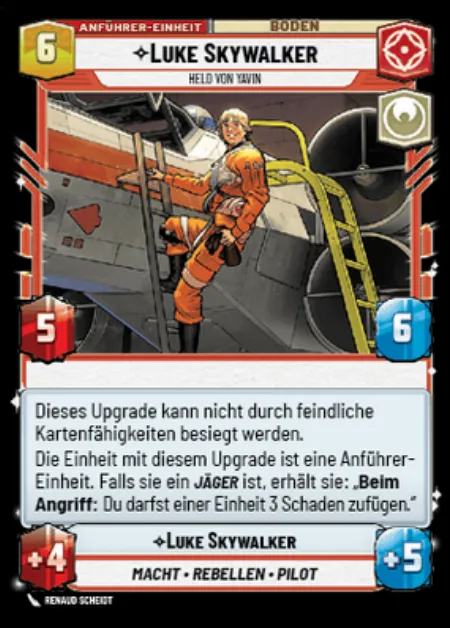 6
ANFÜHRER-EINHEIT
BODEN
LUKE SKYWALKER
HELD VON YAVIN
5
6
Dieses Upgrade kann nicht durch feindliche
Kartenfähigkeiten besiegt werden.
Die Einheit mit diesem Upgrade ist eine Anführer-
Einheit. Falls sie ein JÄGER ist, erhält sie: „Beim
Angriff: Du darfst einer Einheit 3 Schaden zufügen.“
+4
LUKE SKYWALKER
+5
MACHT • REBELLEN • PILOT
RENAUD SCHEIDT